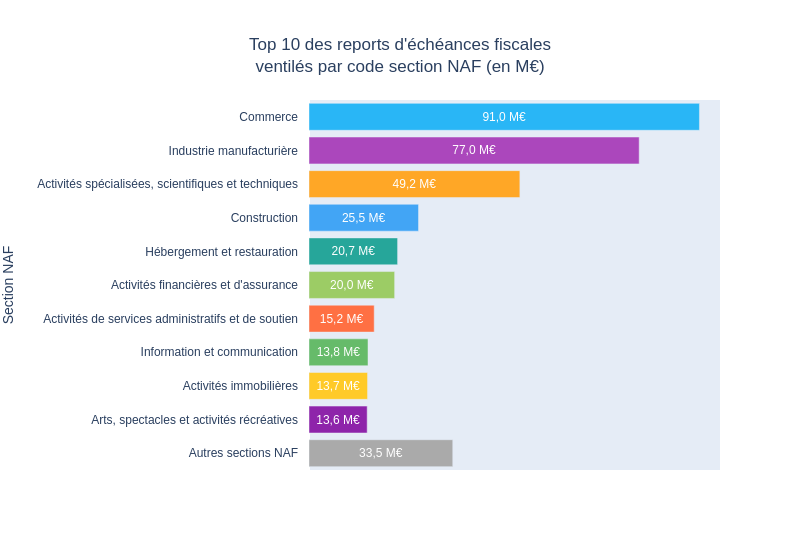 Top 10 des reports d'échéances fiscales
ventilés par code section NAF (en M€)
Section NAF
Commerce 91,0 M€
Industrie manufacturière 77,0 M€
Activités spécialisées, scientifiques et techniques 49,2 M€
Construction 25,5 M€
Hébergement et restauration 20,7 M€
Activités financières et d'assurance 20,0 M€
Activités de services administratifs et de soutien 15,2 M€
Information et communication 13,8 M€
Activités immobilières 13,7 M€
Arts, spectacles et activités récréatives 13,6 M€
Autres sections NAF 33,5 M€